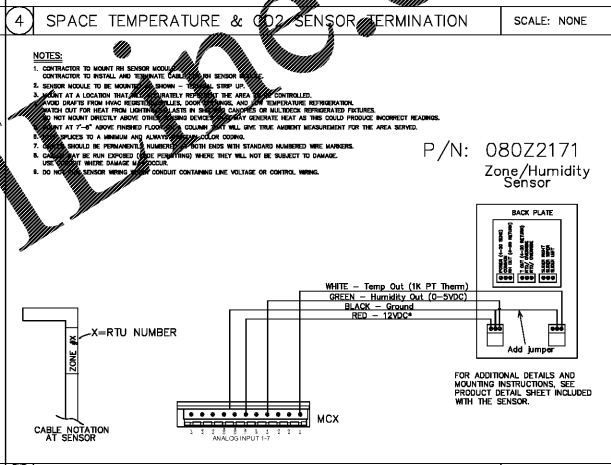 4 SPACE TEMPERATURE & CO2 SENSOR TERMINATION SCALE: NONE
NOTES:
1. CONTRACTOR TO MOUNT RH SENSOR MODULE.
CONTRACTOR TO INSTALL AND TERMINATE CABLE FOR RH SENSOR
2. SENSOR MODULE TO BE MOUNTED AS SHOWN – TERMINAL STRIP UP.
3. MOUNT AT A LOCATION THAT WILL ACCURATELY REPRESENT THE AREA TO BE CONTROLLED.
4. AVOID DRAFTS FROM HVAC REGISTERS, GRILLES, DOOR OPENINGS, AND LOW TEMPERATURE REFRIGERATION.
WATCH OUT FOR HEAT FROM LIGHTING BALLASTS IN CANOPIES OR MULTIDECK REFRIGERATED FIXTURES.
DO NOT MOUNT DIRECTLY ABOVE OTHER SENSING DEVICES THAT MAY GENERATE HEAT AS THIS COULD PRODUCE INCORRECT READINGS.
5. MOUNT AT 7'–6" ABOVE FINISHED FLOOR ON A COLUMN THAT WILL GIVE TRUE AMBIENT MEASUREMENT FOR THE AREA SERVED.
6. SPLICES TO A MINIMUM AND ALWAYS MAINTAIN COLOR CODING.
7. CABLES SHOULD BE PERMANENTLY NUMBERED AT BOTH ENDS WITH STANDARD NUMBERED WIRE MARKERS.
8. CABLES MAY BE RUN EXPOSED (CODE PERMITTING) WHERE THEY WILL NOT BE SUBJECT TO DAMAGE.
USE CONDUIT WHERE DAMAGE MAY OCCUR.
9. DO NOT RUN SENSOR WIRING IN CONDUIT CONTAINING LINE VOLTAGE OR CONTROL WIRING.
P/N: 080Z2171
Zone/Humidity
Sensor
BACK PLATE
WHITE – Temp Out (1K PT Therm)
GREEN – Humidity Out (0–5VDC)
BLACK – Ground
RED – 12VDC*
Add jumper
X=RTU NUMBER
ZONE #X
CABLE NOTATION
AT SENSOR
MCX
ANALOG INPUT 1-7
FOR ADDITIONAL DETAILS AND
MOUNTING INSTRUCTIONS, SEE
PRODUCT DETAIL SHEET INCLUDED
WITH THE SENSOR.